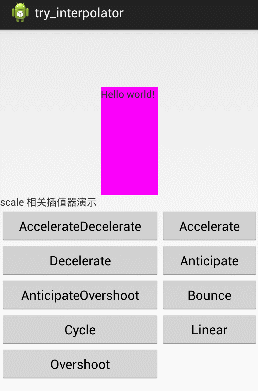 try_interpolator
Hello world!
scale 相关插值器演示
AccelerateDecelerate
Accelerate
Decelerate
Anticipate
AnticipateOvershoot
Bounce
Cycle
Linear
Overshoot